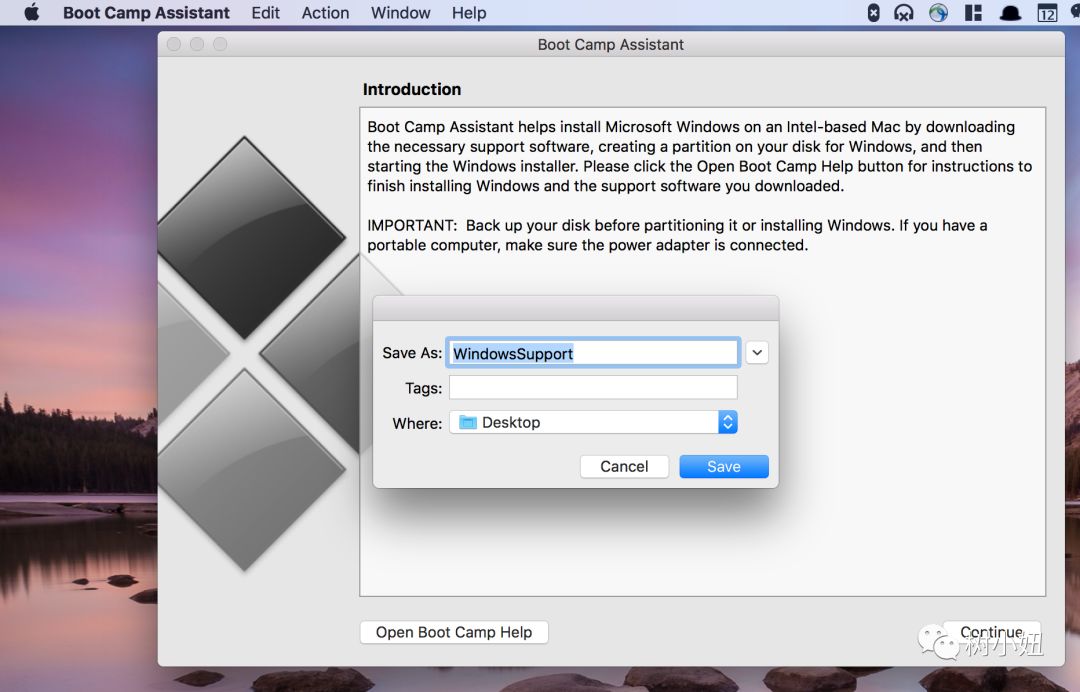 Boot Camp Assistant Edit Action Window Help
12
Boot Camp Assistant
Introduction
Boot Camp Assistant helps install Microsoft Windows on an Intel-based Mac by downloading
the necessary support software, creating a partition on your disk for Windows, and then
starting the Windows installer. Please click the Open Boot Camp Help button for instructions to
finish installing Windows and the support software you downloaded.
IMPORTANT:  Back up your disk before partitioning it or installing Windows. If you have a
portable computer, make sure the power adapter is connected.
Save As: WindowsSupport
Tags:
Where: Desktop
Cancel Save
Open Boot Camp Help Continue
树小妞